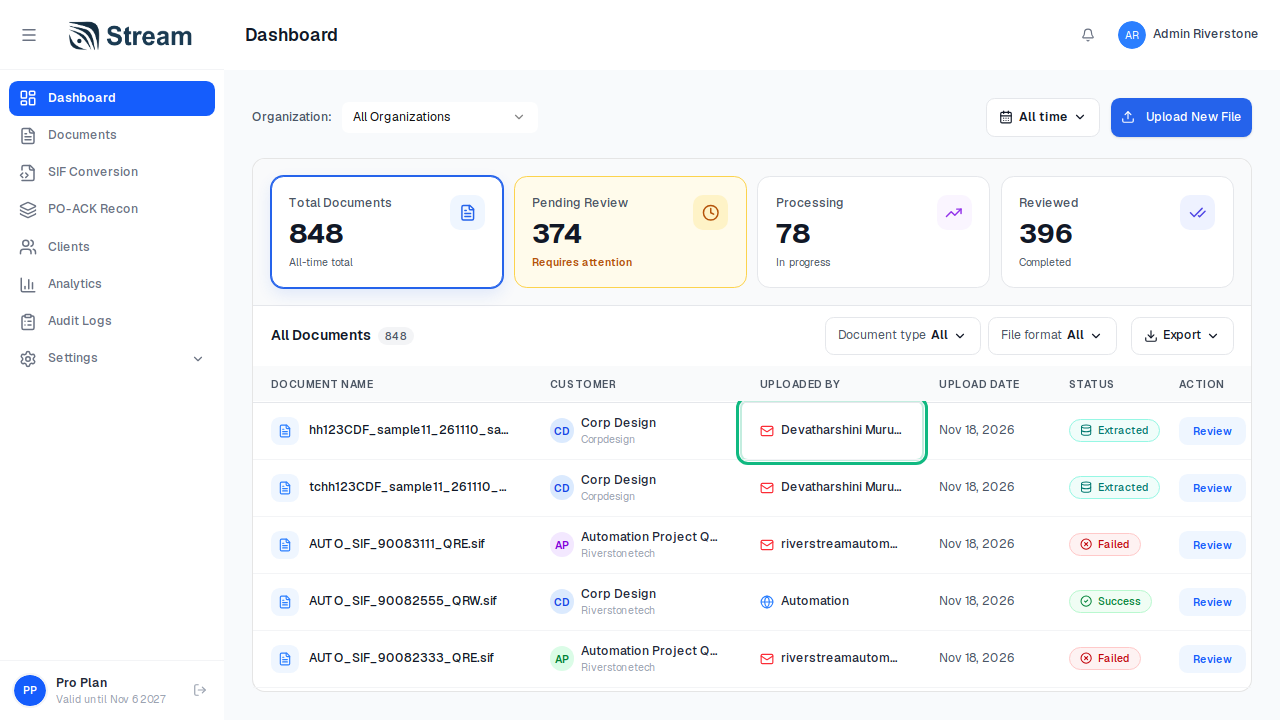 Stream
Dashboard
AR
Admin Riverstone
Dashboard
Documents
SIF Conversion
PO-ACK Recon
Clients
Analytics
Audit Logs
Settings
PP
Pro Plan
Valid until Nov 6 2027
Organization:
All Organizations
All time
Upload New File
Total Documents
848
All-time total
Pending Review
374
Requires attention
Processing
78
In progress
Reviewed
396
Completed
All Documents 848
Document type All
File format All
Export
DOCUMENT NAME CUSTOMER UPLOADED BY UPLOAD DATE STATUS ACTION
hh123CDF_sample11_261110_sa...
CD
Corp Design
Corpdesign
Devatharshini Muru...
Nov 18, 2026
Extracted
Review
tchh123CDF_sample11_261110_...
CD
Corp Design
Corpdesign
Devatharshini Muru...
Nov 18, 2026
Extracted
Review
AUTO_SIF_90083111_QRE.sif
AP
Automation Project Q...
Riverstonetech
riverstreamautom...
Nov 18, 2026
Failed
Review
AUTO_SIF_90082555_QRW.sif
CD
Corp Design
Riverstonetech
Automation
Nov 18, 2026
Success
Review
AUTO_SIF_90082333_QRE.sif
AP
Automation Project Q...
Riverstonetech
riverstreamautom...
Nov 18, 2026
Failed
Review